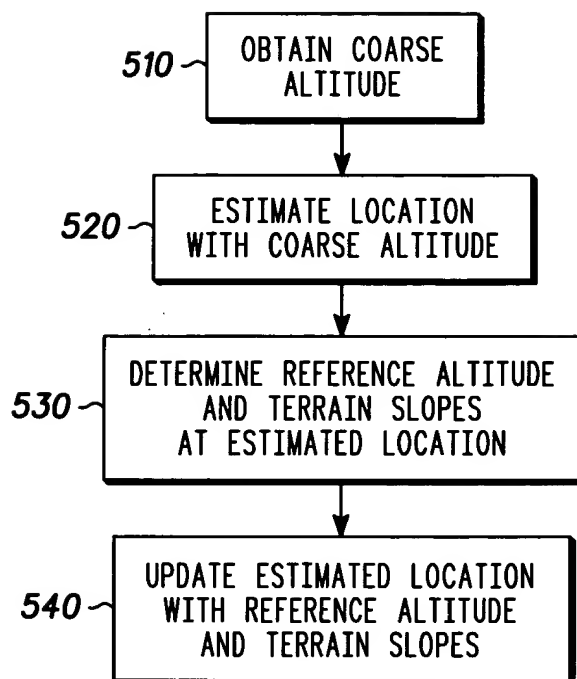 510
OBTAIN COARSE
ALTITUDE
520
ESTIMATE LOCATION
WITH COARSE ALTITUDE
530
DETERMINE REFERENCE ALTITUDE
AND TERRAIN SLOPES
AT ESTIMATED LOCATION
540
UPDATE ESTIMATED LOCATION
WITH REFERENCE ALTITUDE
AND TERRAIN SLOPES